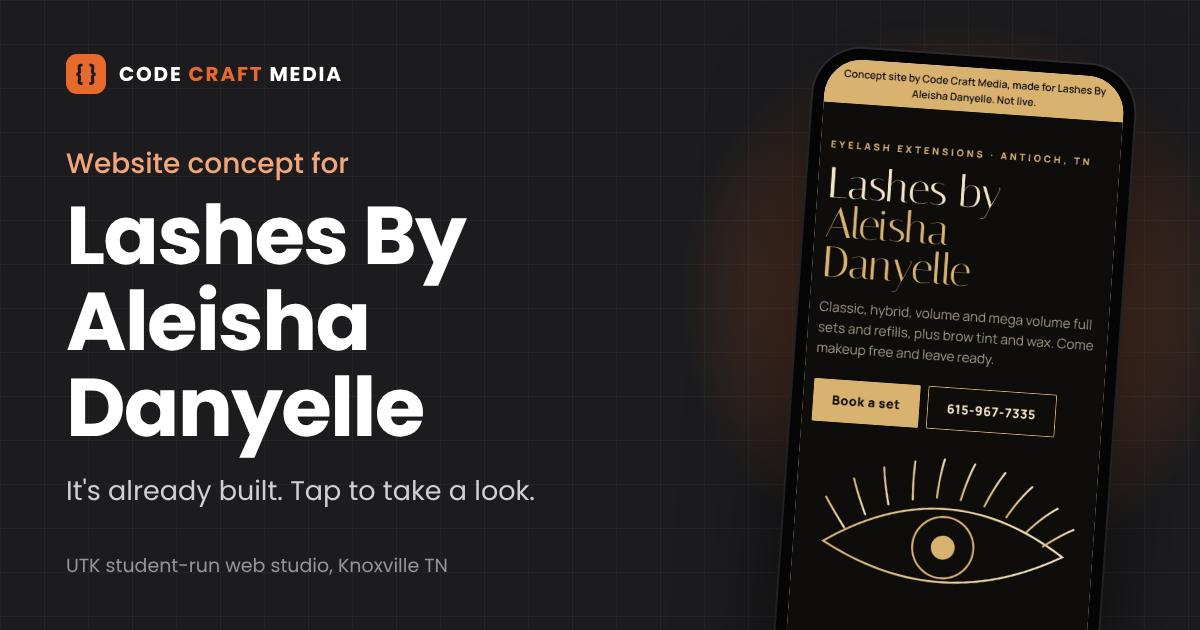 { } CODE CRAFT MEDIA
Website concept for
Lashes By
Aleisha
Danyelle
It's already built. Tap to take a look.
UTK student-run web studio, Knoxville TN
Concept site by Code Craft Media, made for Lashes By
Aleisha Danyelle. Not live.
EYELASH EXTENSIONS · ANTIOCH, TN
Lashes by
Aleisha
Danyelle
Classic, hybrid, volume and mega volume full
sets and refills, plus brow tint and wax. Come
makeup free and leave ready.
Book a set
615-967-7335